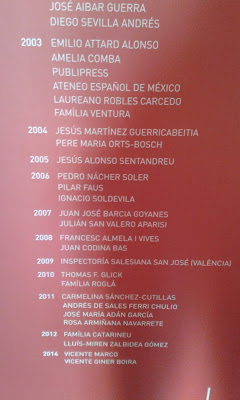 JOSÉ AIBAR GUERRA
DIEGO SEVILLA ANDRÉS
2003 EMILIO ATTARD ALONSO
AMELIA COMBA
PUBLIPRESS
ATENEO ESPAÑOL DE MÉXICO
LAUREANO ROBLES CARCEDO
FAMÍLIA VENTURA
2004 JESÚS MARTÍNEZ GUERRICABEITIA
PERE MARIA ORTS-BOSCH
2005 JESÚS ALONSO SENTANDREU
2006 PEDRO NÁCHER SOLER
PILAR FAUS
IGNACIO SOLDEVILA
2007 JUAN JOSÉ BARCIA GOYANES
JULIÁN SAN VALERO APARISI
2008 FRANCESC ALMELA I VIVES
JUAN CODINA BAS
2009 INSPECTORÍA SALESIANA SAN JOSÉ (VALÈNCIA)
2010 THOMAS F. GLICK
FAMÍLIA ROGLÁ
2011 CARMELINA SÁNCHEZ-CUTILLAS
ANDRÉS DE SALES FERRI CHULIO
JOSÉ MARÍA ADÁN GARCÍA
ROSA ARMIÑANA NAVARRETE
2012 FAMÍLIA CATARINEU
LLUÍS-MIREN ZALBIDEA GÓMEZ
2014 VICENTE MARCO
VICENTE GINER BOIRA